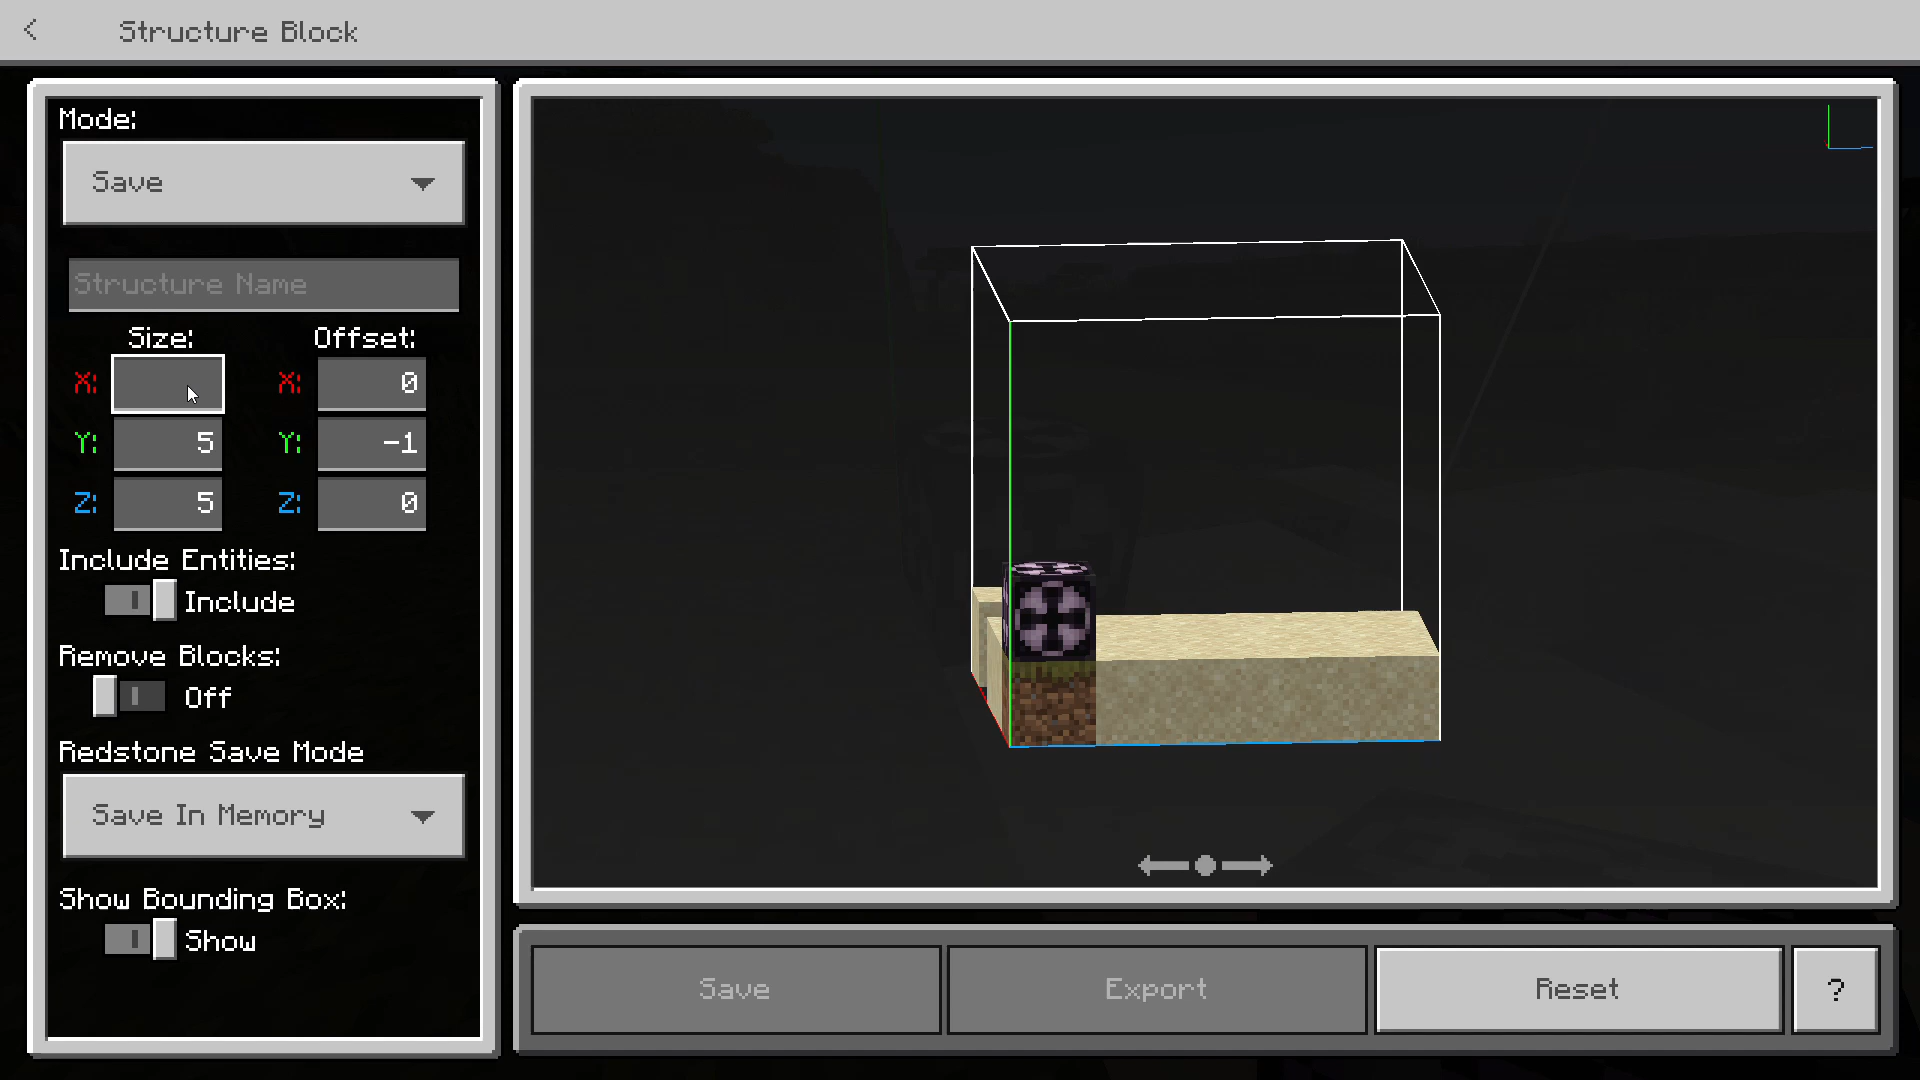 Structure Block
Mode:
Save
Structure Name
Size: Offset:
X: X: 0
Y: 5 Y: -1
Z: 5 Z: 0
Include Entities:
Include
Remove Blocks:
Off
Redstone Save Mode
Save In Memory
Show Bounding Box:
Show
Save Export Reset ?